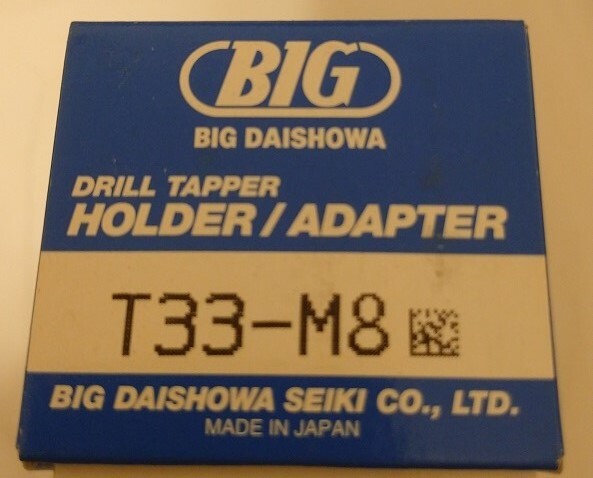 BIG
BIG DAISHOWA
DRILL TAPPER
HOLDER/ADAPTER
T33-M8
BIG DAISHOWA SEIKI CO., LTD.
MADE IN JAPAN